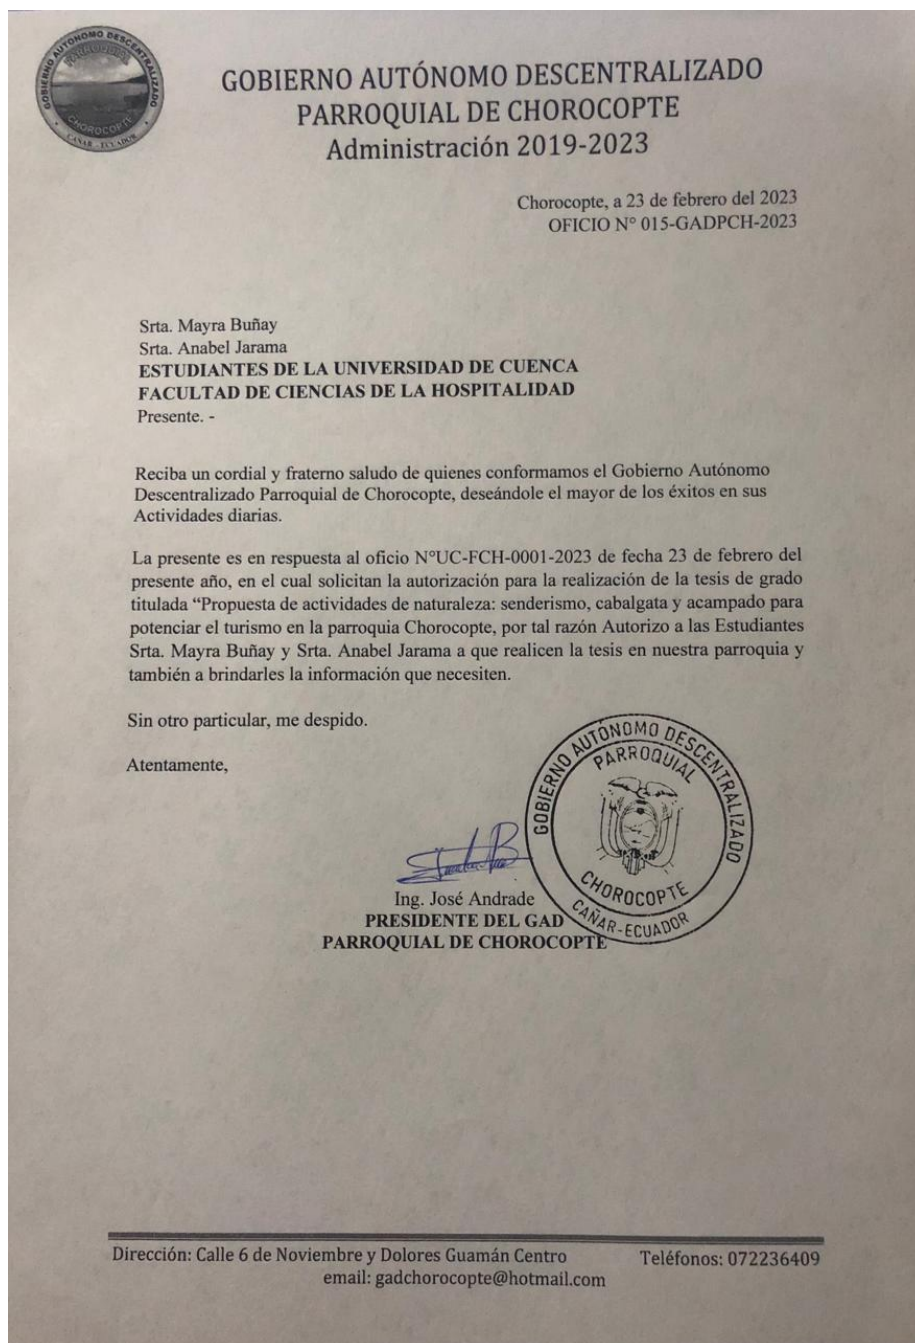 GOBIERNO AUTÓNOMO DESCENTRALIZADO
PARROQUIAL
CHOROCOPTE
CAÑAR - ECUADOR
GOBIERNO AUTÓNOMO DESCENTRALIZADO
PARROQUIAL DE CHOROCOPTE
Administración 2019-2023
Chorocopte, a 23 de febrero del 2023
OFICIO N° 015-GADPCH-2023
Srta. Mayra Buñay
Srta. Anabel Jarama
ESTUDIANTES DE LA UNIVERSIDAD DE CUENCA
FACULTAD DE CIENCIAS DE LA HOSPITALIDAD
Presente. -
Reciba un cordial y fraterno saludo de quienes conformamos el Gobierno Autónomo
Descentralizado Parroquial de Chorocopte, deseándole el mayor de los éxitos en sus
Actividades diarias.
La presente es en respuesta al oficio N°UC-FCH-0001-2023 de fecha 23 de febrero del
presente año, en el cual solicitan la autorización para la realización de la tesis de grado
titulada “Propuesta de actividades de naturaleza: senderismo, cabalgata y acampado para
potenciar el turismo en la parroquia Chorocopte, por tal razón Autorizo a las Estudiantes
Srta. Mayra Buñay y Srta. Anabel Jarama a que realicen la tesis en nuestra parroquia y
también a brindarles la información que necesiten.
Sin otro particular, me despido.
Atentamente,
GOBIERNO AUTÓNOMO DESCENTRALIZADO
PARROQUIAL
CHOROCOPTE
CAÑAR-ECUADOR
Ing. José Andrade
PRESIDENTE DEL GAD
PARROQUIAL DE CHOROCOPTE
Dirección: Calle 6 de Noviembre y Dolores Guamán Centro Teléfonos: 072236409
email: gadchorocopte@hotmail.com